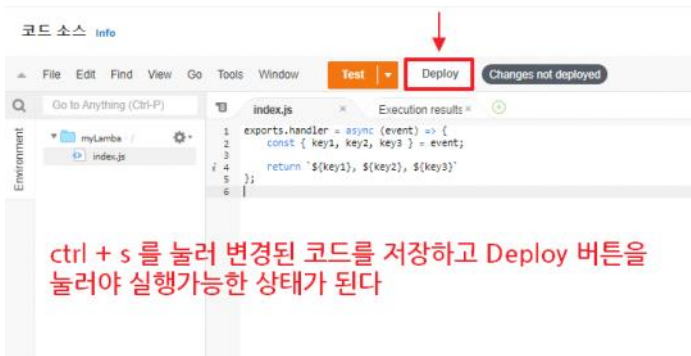 코드 소스 Info
File Edit Find View Go Tools Window Test Deploy Changes not deployed
Go to Anything (Ctrl-P) index.js × Execution results ×
Environment
myLamba /
index.js
1 exports.handler = async (event) => {
2 const { key1, key2, key3 } = event;
3
i 4 return `${key1}, ${key2}, ${key3}`
5 };
6
ctrl + s 를 눌러 변경된 코드를 저장하고 Deploy 버튼을
눌러야 실행가능한 상태가 된다